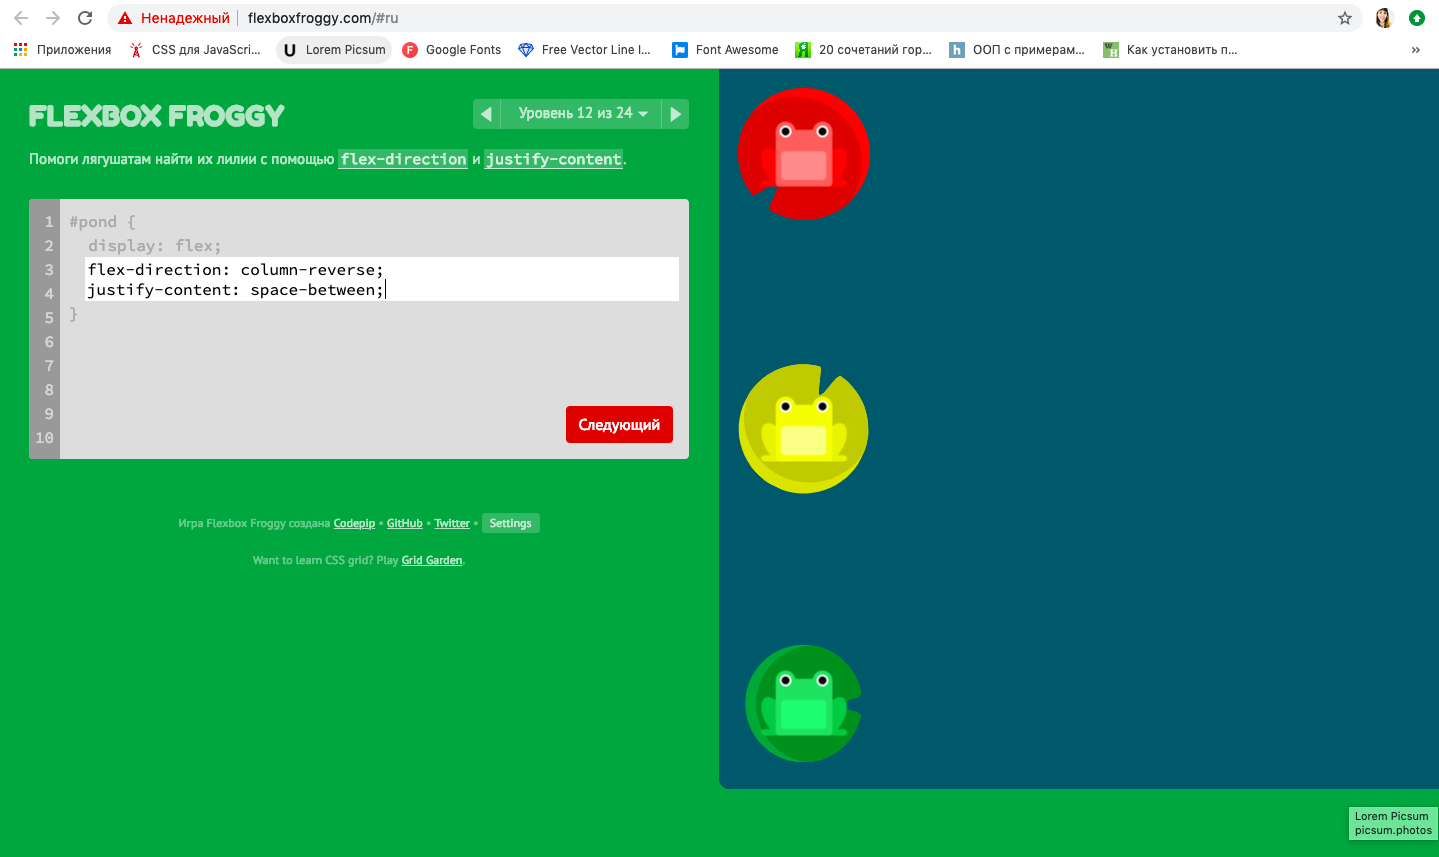 Ненадежный flexboxfroggy.com/#ru
Приложения CSS для JavaScri... U Lorem Picsum F Google Fonts Free Vector Line I... Font Awesome Я 20 сочетаний гор... h ООП с примерам... WH Как установить п... »
FLEXBOX FROGGY
Уровень 12 из 24
Помоги лягушатам найти их лилии с помощью flex-direction и justify-content.
1 #pond {
2 display: flex;
3 flex-direction: column-reverse;
4 justify-content: space-between;
5 }
6
7
8
9
10
Следующий
Игра Flexbox Froggy создана Codepip • GitHub • Twitter • Settings
Want to learn CSS grid? Play Grid Garden.
Lorem Picsum
picsum.photos